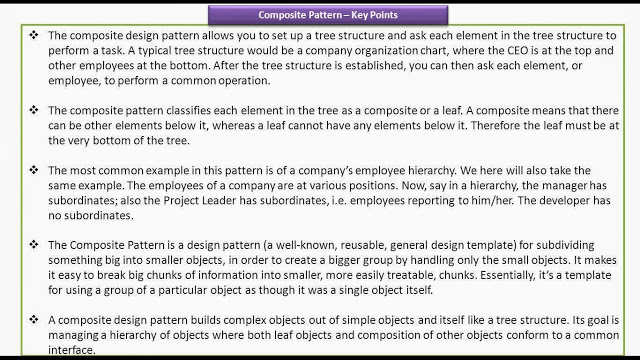 Composite Pattern – Key Points
❖ The composite design pattern allows you to set up a tree structure and ask each element in the tree structure to
perform a task. A typical tree structure would be a company organization chart, where the CEO is at the top and
other employees at the bottom. After the tree structure is established, you can then ask each element, or
employee, to perform a common operation.
❖ The composite pattern classifies each element in the tree as a composite or a leaf. A composite means that there
can be other elements below it, whereas a leaf cannot have any elements below it. Therefore the leaf must be at
the very bottom of the tree.
❖ The most common example in this pattern is of a company's employee hierarchy. We here will also take the
same example. The employees of a company are at various positions. Now, say in a hierarchy, the manager has
subordinates; also the Project Leader has subordinates, i.e. employees reporting to him/her. The developer has
no subordinates.
❖ The Composite Pattern is a design pattern (a well-known, reusable, general design template) for subdividing
something big into smaller objects, in order to create a bigger group by handling only the small objects. It makes
it easy to break big chunks of information into smaller, more easily treatable, chunks. Essentially, it's a template
for using a group of a particular object as though it was a single object itself.
❖ A composite design pattern builds complex objects out of simple objects and itself like a tree structure. Its goal is
managing a hierarchy of objects where both leaf objects and composition of other objects conform to a common
interface.